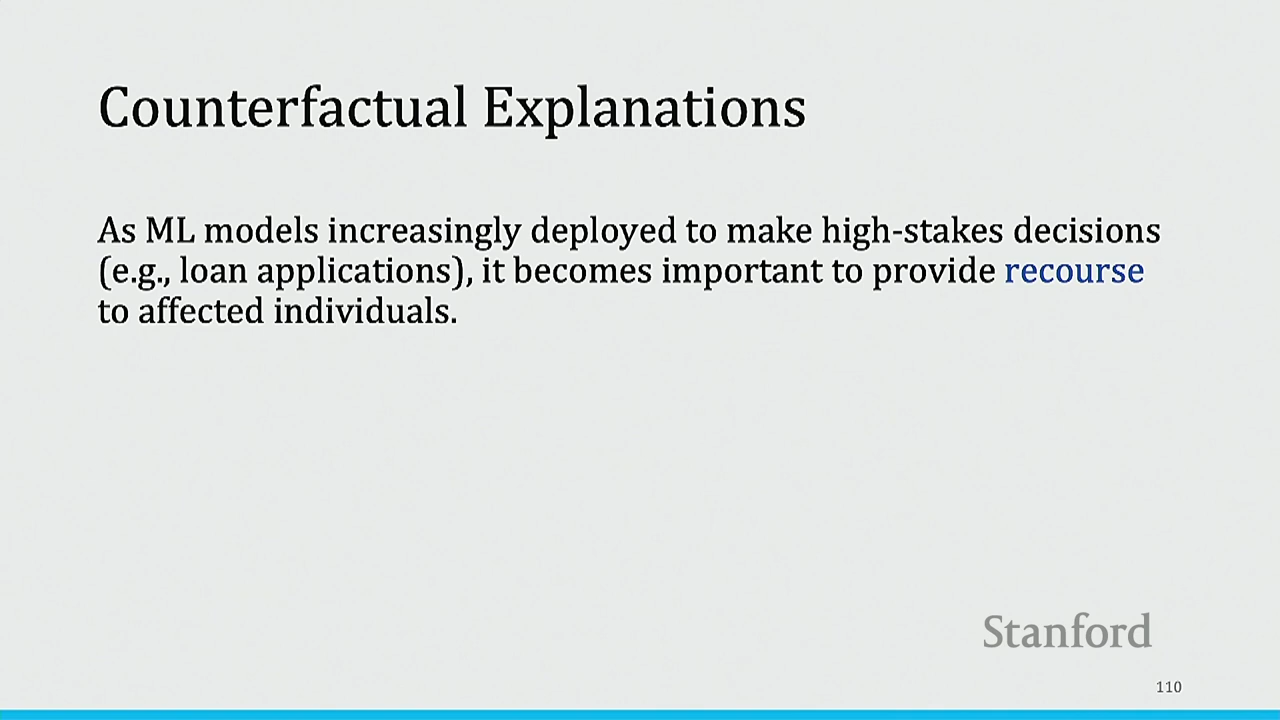 Counterfactual Explanations
As ML models increasingly deployed to make high-stakes decisions
(e.g., loan applications), it becomes important to provide recourse
to affected individuals.
Stanford
110